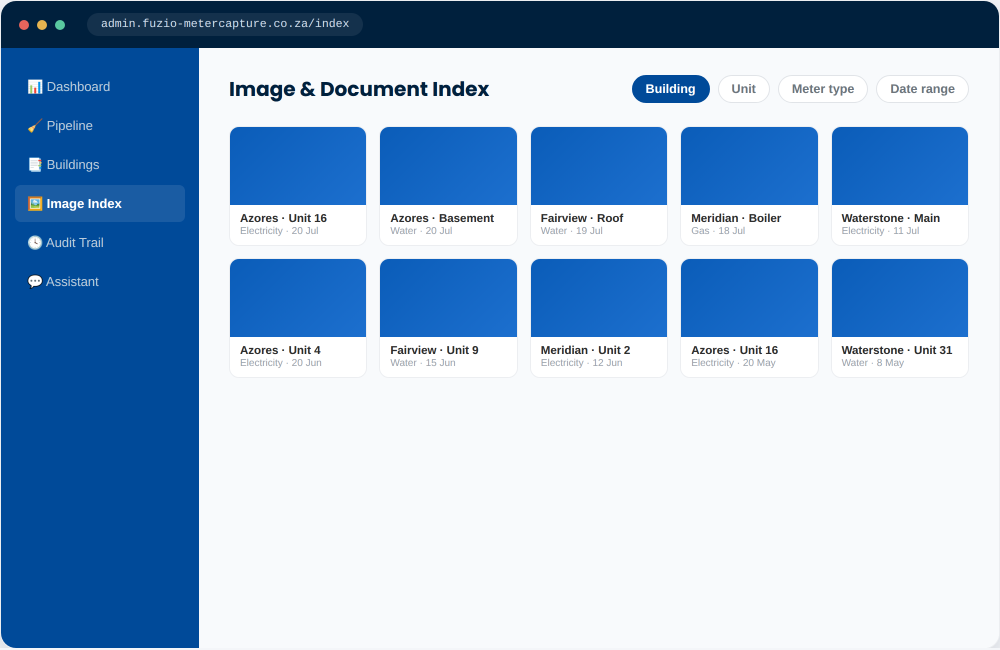 admin.fuzio-metercapture.co.za/index
Dashboard
Pipeline
Buildings
Image Index
Audit Trail
Assistant
Image & Document Index
Building
Unit
Meter type
Date range
Azores · Unit 16
Electricity · 20 Jul
Azores · Basement
Water · 20 Jul
Fairview · Roof
Water · 19 Jul
Meridian · Boiler
Gas · 18 Jul
Waterstone · Main
Electricity · 11 Jul
Azores · Unit 4
Electricity · 20 Jun
Fairview · Unit 9
Water · 15 Jun
Meridian · Unit 2
Electricity · 12 Jun
Azores · Unit 16
Electricity · 20 May
Waterstone · Unit 31
Water · 8 May